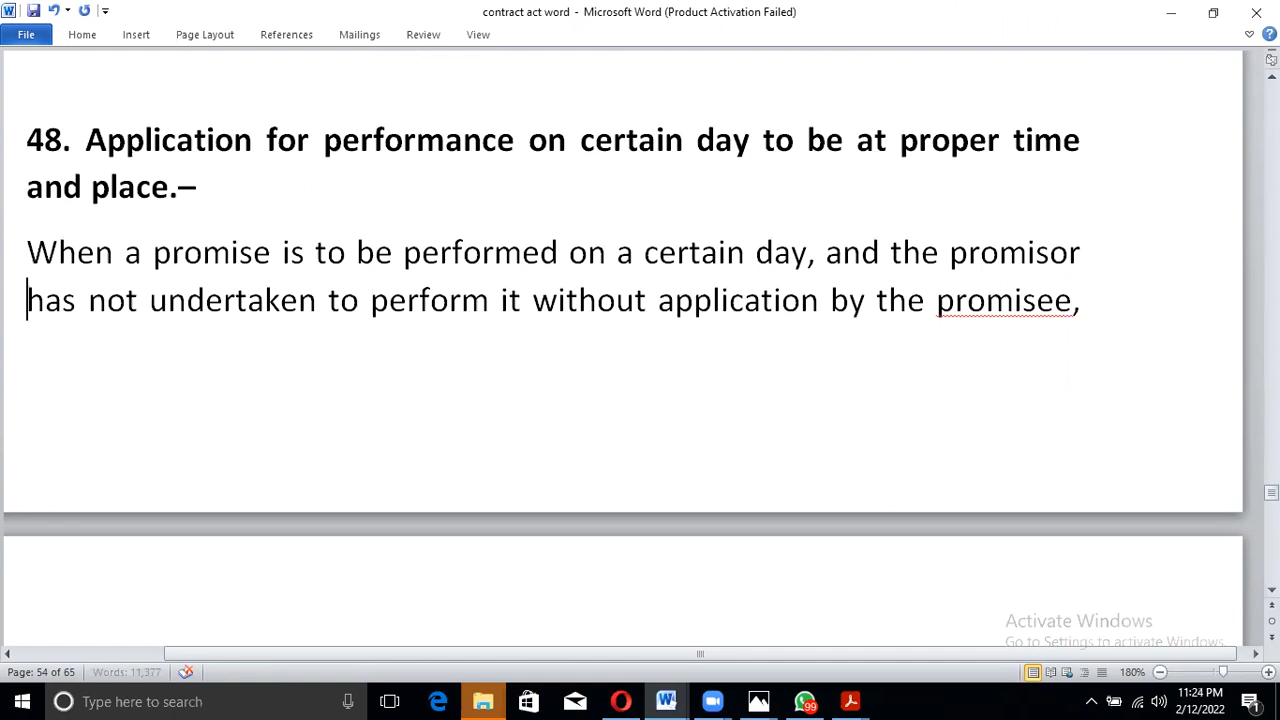 contract act word - Microsoft Word (Product Activation Failed)
File Home Insert Page Layout References Mailings Review View
48. Application for performance on certain day to be at proper time
and place.–
When a promise is to be performed on a certain day, and the promisor
has not undertaken to perform it without application by the promisee,
Activate Windows
Go to Settings to activate Windows.
Page: 54 of 65 Words: 11,377 180%
Type here to search 99 11:24 PM
2/12/2022 1